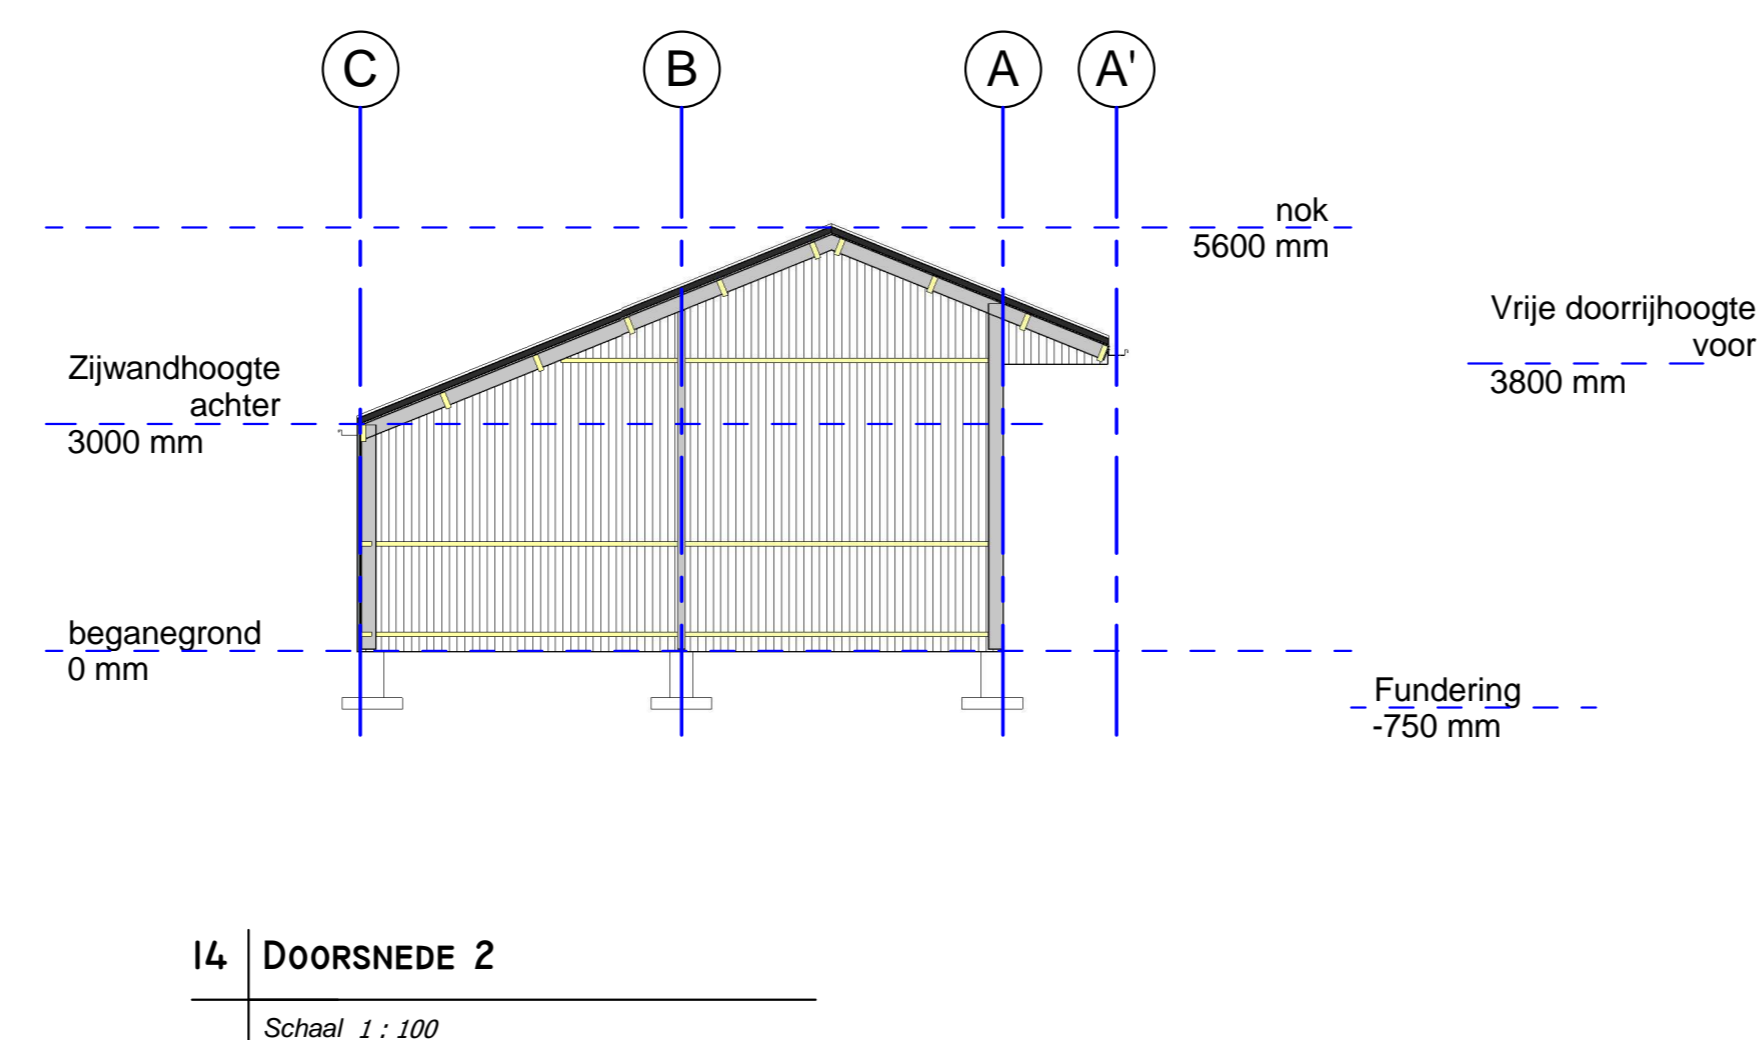 C
B
A
A'
nok
5600 mm
Vrije doorrijhoogte
voor
3800 mm
Zijwandhoogte
achter
3000 mm
beganegrond
0 mm
Fundering
-750 mm
14
DOORSNEDE 2
Schaal 1 : 100